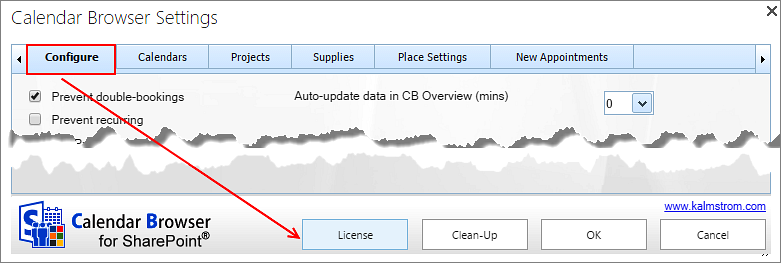 Calendar Browser Settings
Configure Calendars Projects Supplies Place Settings New Appointments
Prevent double-bookings Auto-update data in CB Overview (mins) 0
Prevent recurring
www.kalmstrom.com
Calendar Browser
for SharePoint®
License Clean-Up OK Cancel